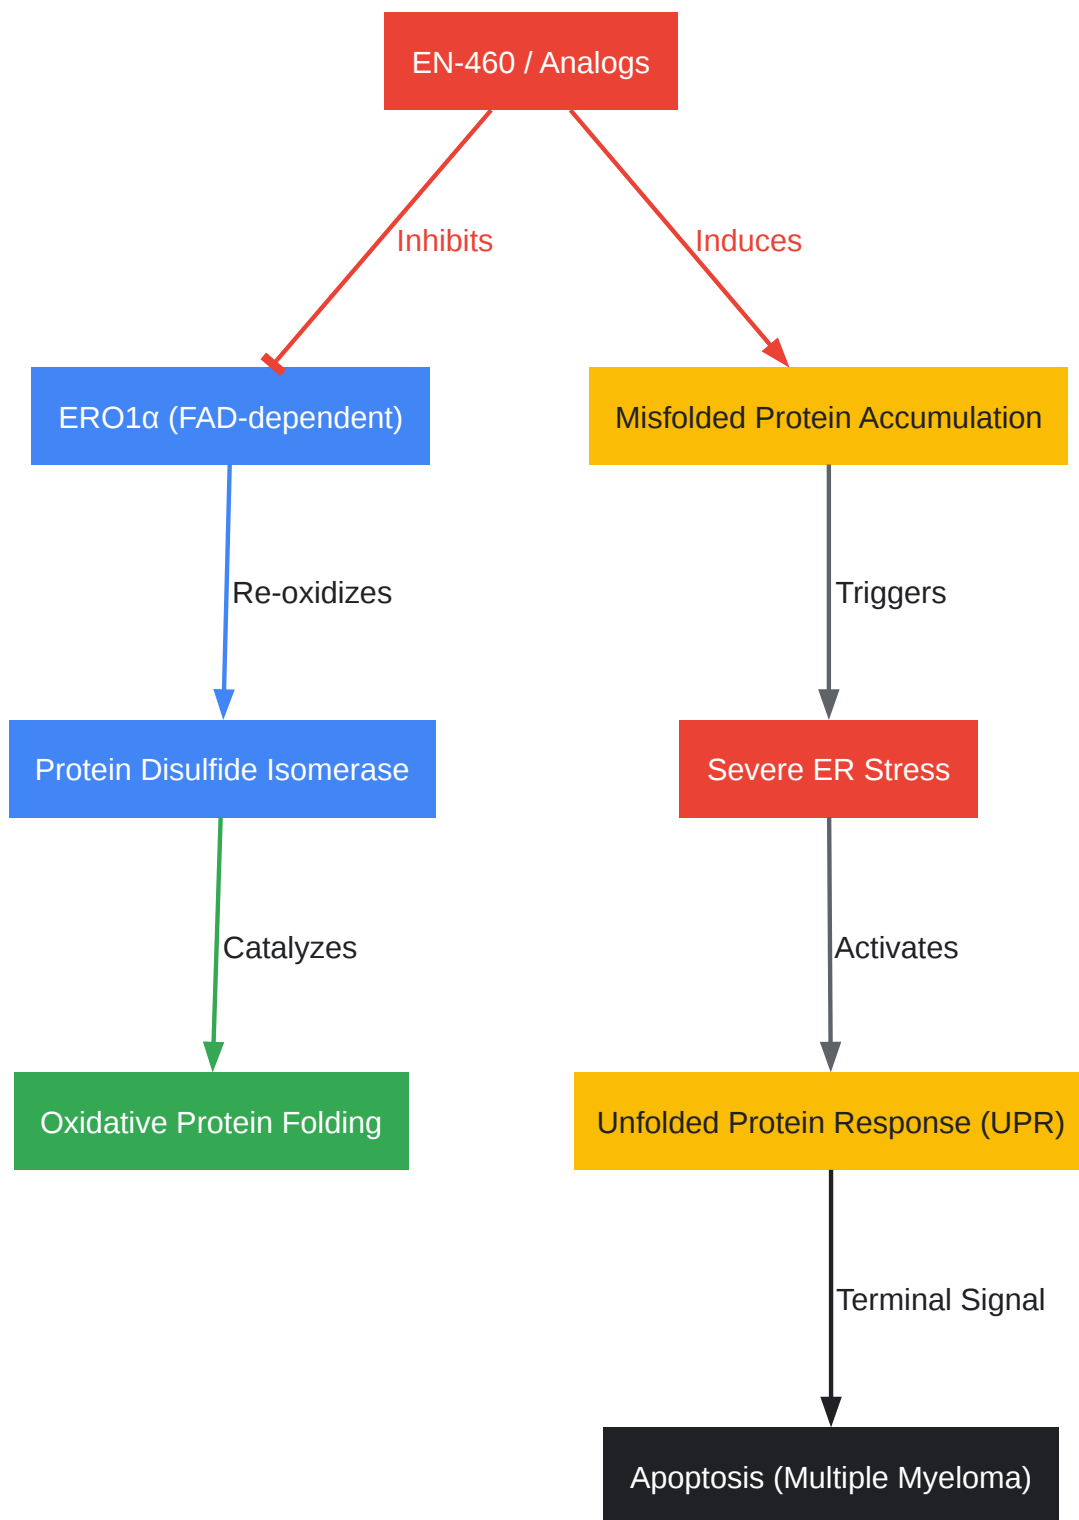 EN-460 / Analogs
Inhibits
Induces
ERO1α (FAD-dependent)
Misfolded Protein Accumulation
Re-oxidizes
Triggers
Protein Disulfide Isomerase
Severe ER Stress
Catalyzes
Activates
Oxidative Protein Folding
Unfolded Protein Response (UPR)
Terminal Signal
Apoptosis (Multiple Myeloma)